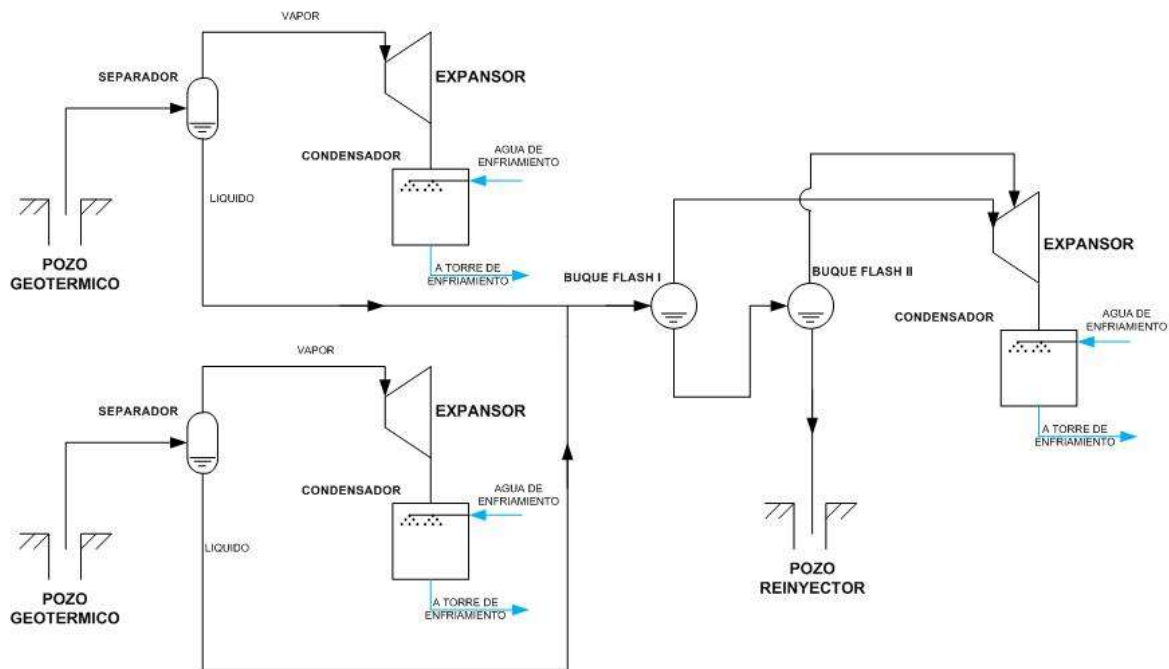 VAPOR
SEPARADOR
EXPANSOR
CONDENSADOR
AGUA DE
ENFRIAMIENTO
LIQUIDO
POZO
GEOTERMICO
A TORRE DE
ENFRIAMIENTO
BUQUE FLASH I
BUQUE FLASH II
EXPANSOR
CONDENSADOR
AGUA DE
ENFRIAMIENTO
A TORRE DE
ENFRIAMIENTO
VAPOR
SEPARADOR
EXPANSOR
CONDENSADOR
AGUA DE
ENFRIAMIENTO
LIQUIDO
POZO
GEOTERMICO
A TORRE DE
ENFRIAMIENTO
POZO
REINYECTOR